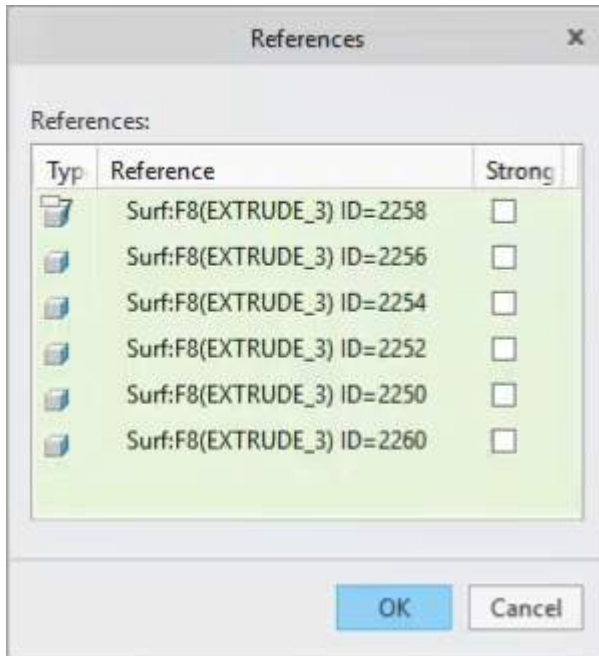 References
References:
Typ Reference Strong
Surf:F8(EXTRUDE_3) ID=2258
Surf:F8(EXTRUDE_3) ID=2256
Surf:F8(EXTRUDE_3) ID=2254
Surf:F8(EXTRUDE_3) ID=2252
Surf:F8(EXTRUDE_3) ID=2250
Surf:F8(EXTRUDE_3) ID=2260
OK Cancel